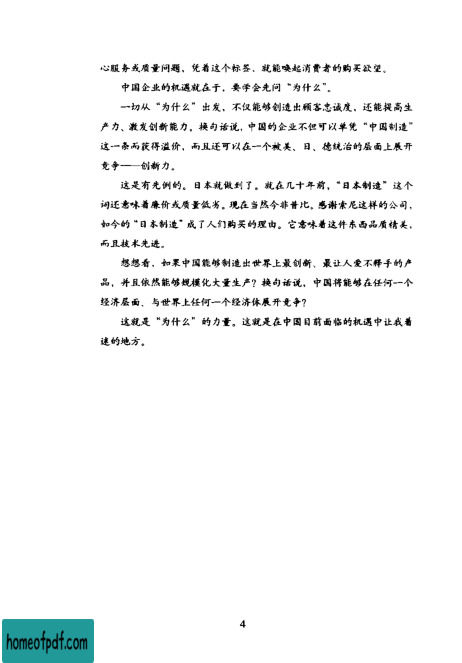 心服务或质量问题，凭着这个标签、就能唤起消费者的购买欲望。
中国企业的机遇就在于，要学会先问“为什么”。
一切从“为什么”出发，不仅能够创造出顾客忠诚度，还能提高生
产力、激发创新能力。换句话说，中国的企业不但可以单凭“中国制造”
这一条而获得溢价，而且还可以在一个被美、日、德统治的层面上展开
竞争——创新力。
这是有先例的。日本就做到了。就在几十年前，“日本制造”这个
词还意味着廉价或质量低劣。现在当然今非昔比。感谢索尼这样的公司，
如今的“日本制造”成了人们购买的理由。它意味着这件东西品质精美，
而且技术先进。
想想看，如果中国能够制造出世界上最创新、最让人爱不释手的产
品，并且依然能够规模化大量生产？换句话说，中国将能够在任何一个
经济层面、与世界上任何一个经济体展开竞争？
这就是“为什么”的力量。这就是在中国目前面临的机遇中让我着
迷的地方。
4
homeofpdf.com